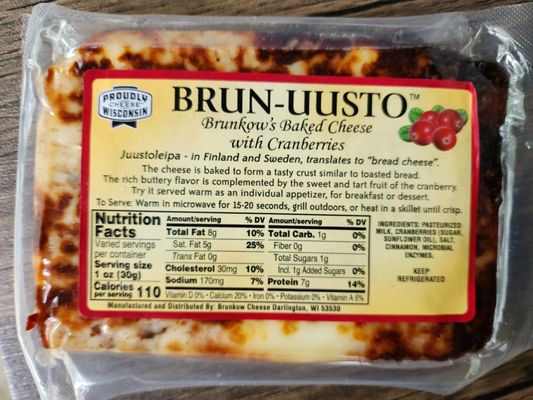 PROUDLY
WISCONSIN
CHEESE
BRUN-UUSTO™
Brunkow's Baked Cheese
with Cranberries
Juustoleipa - in Finland and Sweden, translates to "bread cheese".
The cheese is baked to form a tasty crust similar to toasted bread.
The rich buttery flavor is complemented by the sweet and tart fruit of the cranberry.
Try it served warm as an individual appetizer, for breakfast or dessert.
To Serve: Warm in microwave for 15-20 seconds, grill outdoors, or heat in a skillet until crisp.
Nutrition
Facts
Varied servings
per container
Serving size
1 oz (30g)
Calories
per serving 110
Amount/serving % DV
Total Fat 8g 10%
Sat. Fat 5g 25%
Trans Fat 0g
Cholesterol 30mg 10%
Sodium 170mg 7%
Amount/serving % DV
Total Carb. 1g 0%
Fiber 0g 0%
Total Sugars 1g
Incl. 1g Added Sugars 0%
Protein 7g 14%
Vitamin D 0% • Calcium 20% • Iron 0% • Potassium 0% • Vitamin A 6%
INGREDIENTS: PASTEURIZED
MILK, CRANBERRIES (SUGAR,
SUNFLOWER OIL), SALT,
CINNAMON, MICROBIAL
ENZYMES.
KEEP
REFRIGERATED
Manufactured and Distributed By: Brunkow Cheese Darlington, WI 53530